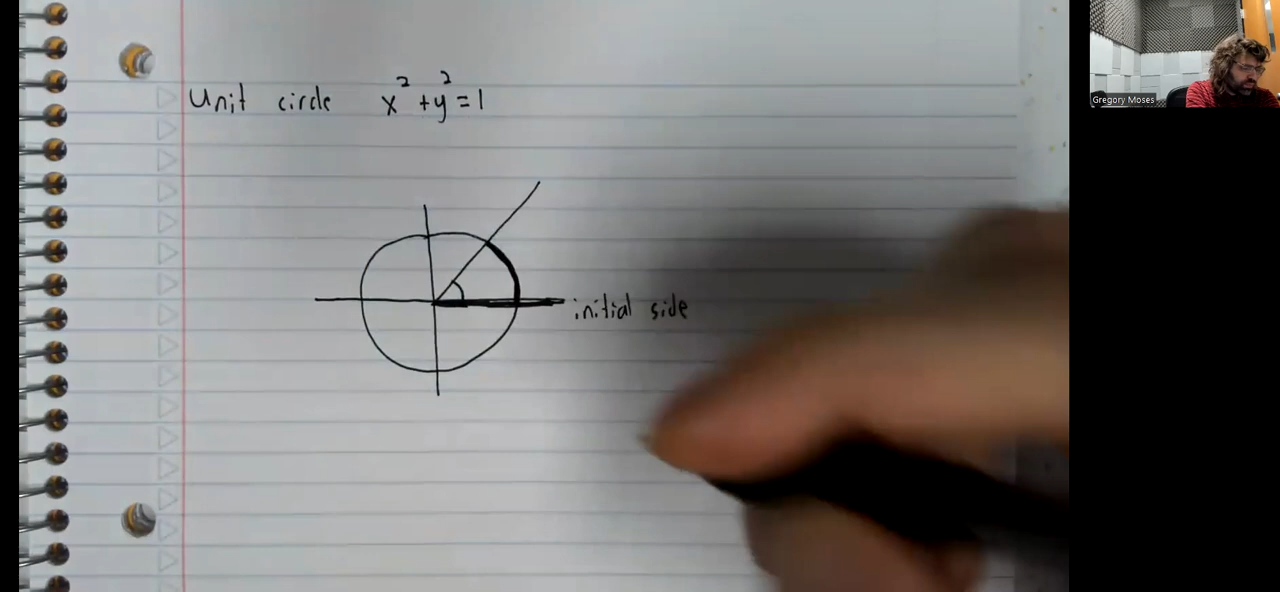 Unit circle x² + y² = 1
initial side
Gregory Moses